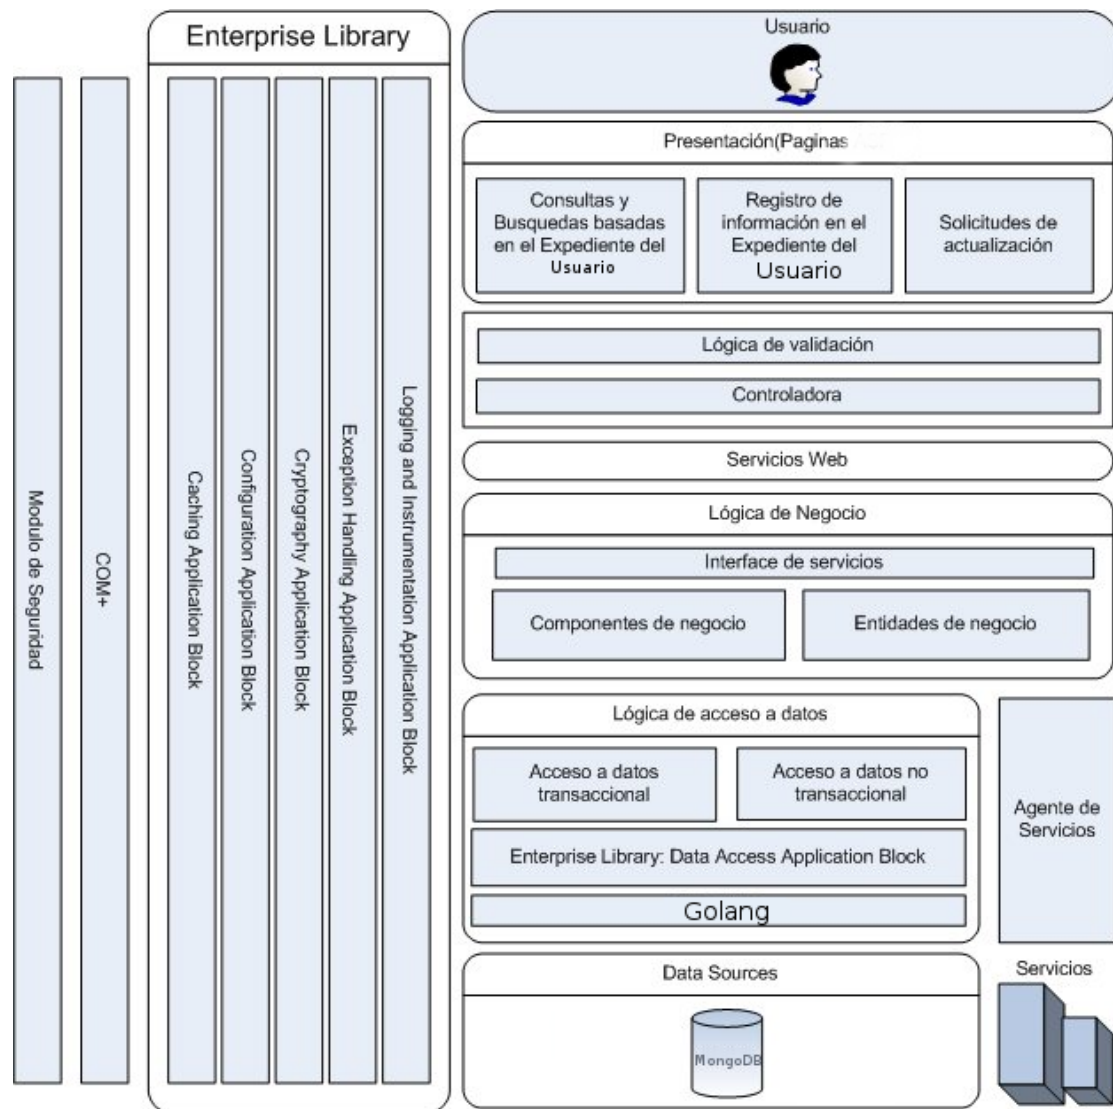 Enterprise Library
Modulo de Seguridad
COM+
Caching Application Block
Configuration Application Block
Cryptography Application Block
Exception Handling Application Block
Logging and Instrumentation Application Block
Usuario
Presentación(Paginas
Consultas y
Busquedas basadas
en el Expediente del
Usuario
Registro de
información en el
Expediente del
Usuario
Solicitudes de
actualización
Lógica de validación
Controladora
Servicios Web
Lógica de Negocio
Interface de servicios
Componentes de negocio
Entidades de negocio
Lógica de acceso a datos
Acceso a datos
transaccional
Acceso a datos no
transaccional
Enterprise Library: Data Access Application Block
Golang
Agente de
Servicios
Data Sources
MongoDB
Servicios